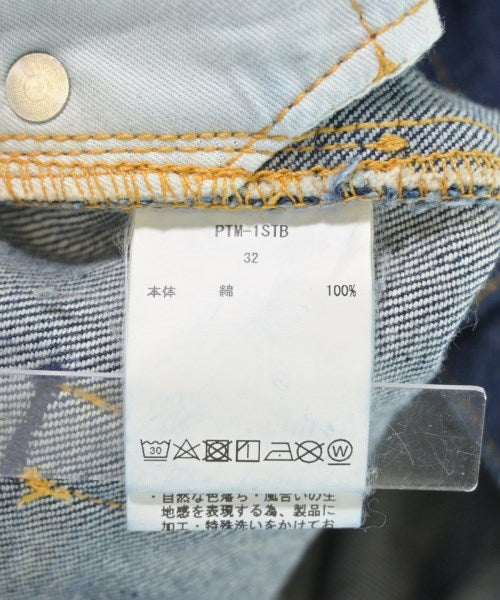 PTM-1STB
32
本体 綿 100%
30 W
・自然な色落ち・風合いの生
地感を表現する為、製品に
加工・特殊洗いをかけてお